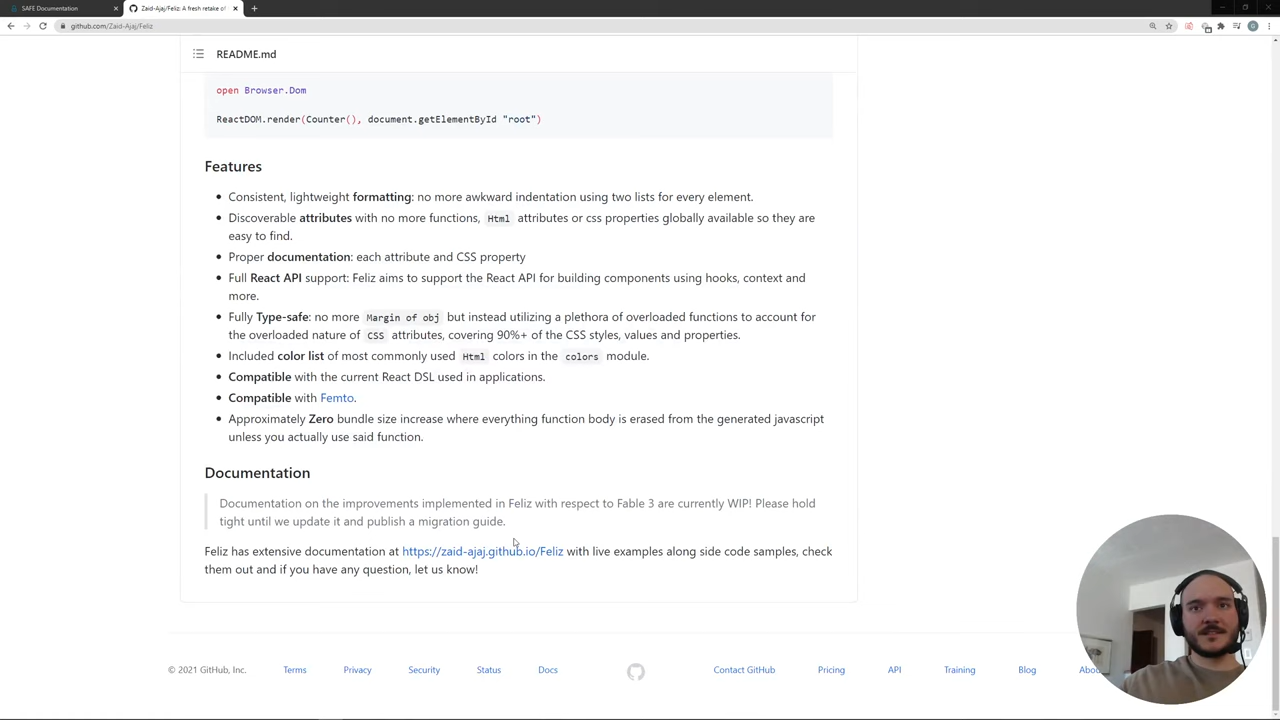 SAFE Documentation
Zaid-Ajaj/Feliz: A fresh retake of
github.com/Zaid-Ajaj/Feliz
README.md
open Browser.Dom
ReactDOM.render(Counter(), document.getElementById "root")
Features
Consistent, lightweight formatting: no more awkward indentation using two lists for every element.
Discoverable attributes with no more functions, Html attributes or css properties globally available so they are
easy to find.
Proper documentation: each attribute and CSS property
Full React API support: Feliz aims to support the React API for building components using hooks, context and
more.
Fully Type-safe: no more Margin of obj but instead utilizing a plethora of overloaded functions to account for
the overloaded nature of CSS attributes, covering 90%+ of the CSS styles, values and properties.
Included color list of most commonly used Html colors in the colors module.
Compatible with the current React DSL used in applications.
Compatible with Femto.
Approximately Zero bundle size increase where everything function body is erased from the generated javascript
unless you actually use said function.
Documentation
Documentation on the improvements implemented in Feliz with respect to Fable 3 are currently WIP! Please hold
tight until we update it and publish a migration guide.
Feliz has extensive documentation at https://zaid-ajaj.github.io/Feliz with live examples along side code samples, check
them out and if you have any question, let us know!
© 2021 GitHub, Inc. Terms Privacy Security Status Docs Contact GitHub Pricing API Training Blog